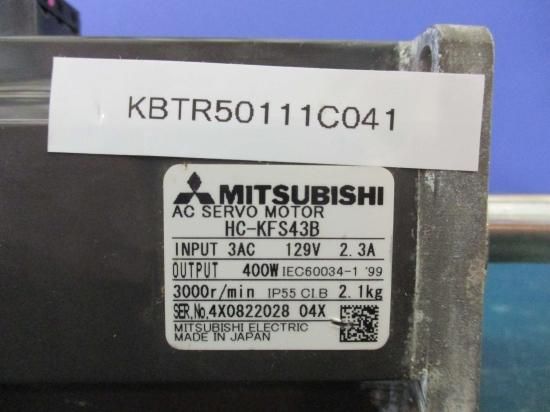 KBTR50111C041
MITSUBISHI
AC SERVO MOTOR
HC-KFS43B
INPUT 3AC 129V 2.3A
OUTPUT 400W IEC60034-1 '99
3000r/min IP55 CI.B 2.1kg
SER.No.4X0822028 04X
MITSUBISHI ELECTRIC
MADE IN JAPAN